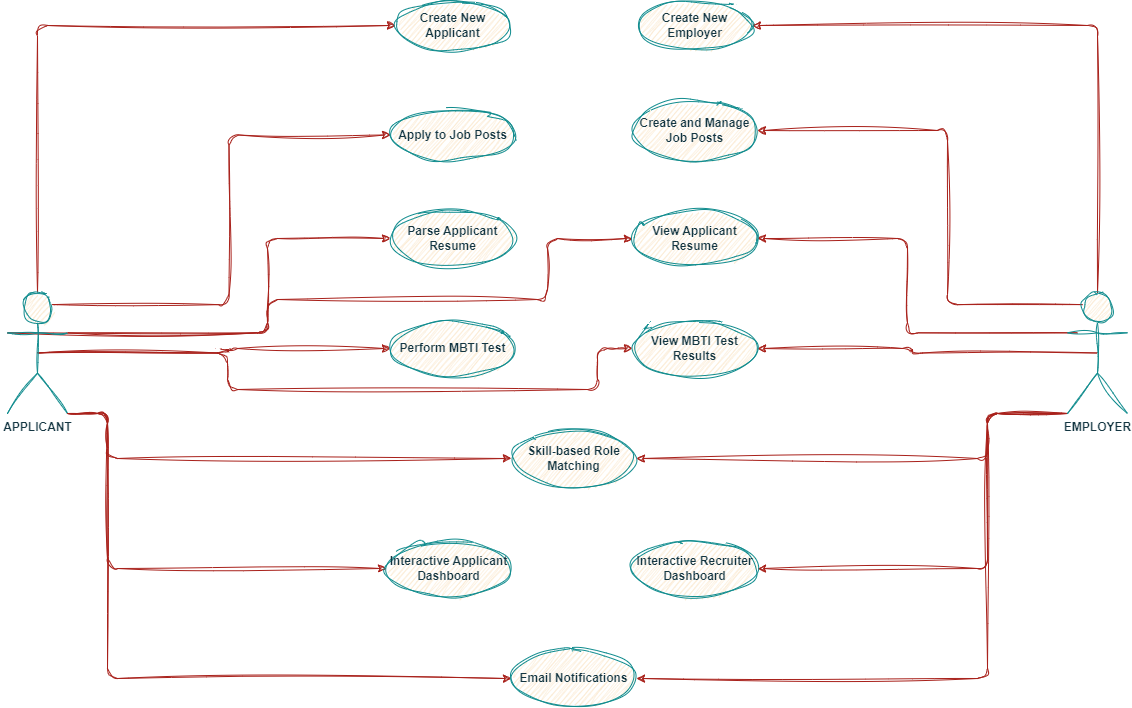 Create New
Applicant
Create New
Employer
Apply to Job Posts
Create and Manage
Job Posts
Parse Applicant
Resume
View Applicant
Resume
Perform MBTI Test
View MBTI Test
Results
APPLICANT
EMPLOYER
Skill-based Role
Matching
Interactive Applicant
Dashboard
Interactive Recruiter
Dashboard
Email Notifications